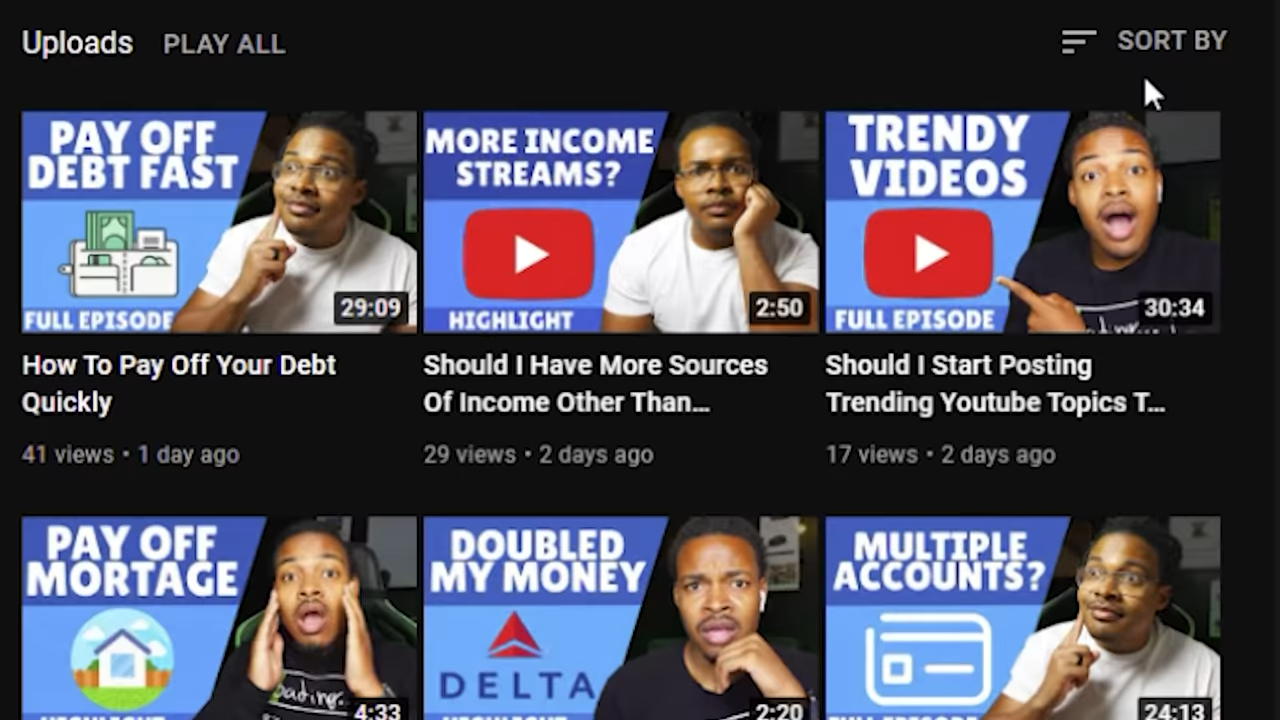 Uploads PLAY ALL SORT BY
PAY OFF
DEBT FAST
FULL EPISODE
29:09
MORE INCOME
STREAMS?
HIGHLIGHT
2:50
TRENDY
VIDEOS
FULL EPISODE
30:34
How To Pay Off Your Debt
Quickly
41 views • 1 day ago
Should I Have More Sources
Of Income Other Than...
29 views • 2 days ago
Should I Start Posting
Trending Youtube Topics T...
17 views • 2 days ago
PAY OFF
MORTAGE
HIGHLIGHT
4:33
DOUBLED
MY MONEY
DELTA
HIGHLIGHT
2:20
MULTIPLE
ACCOUNTS?
FULL EPISODE
24:13